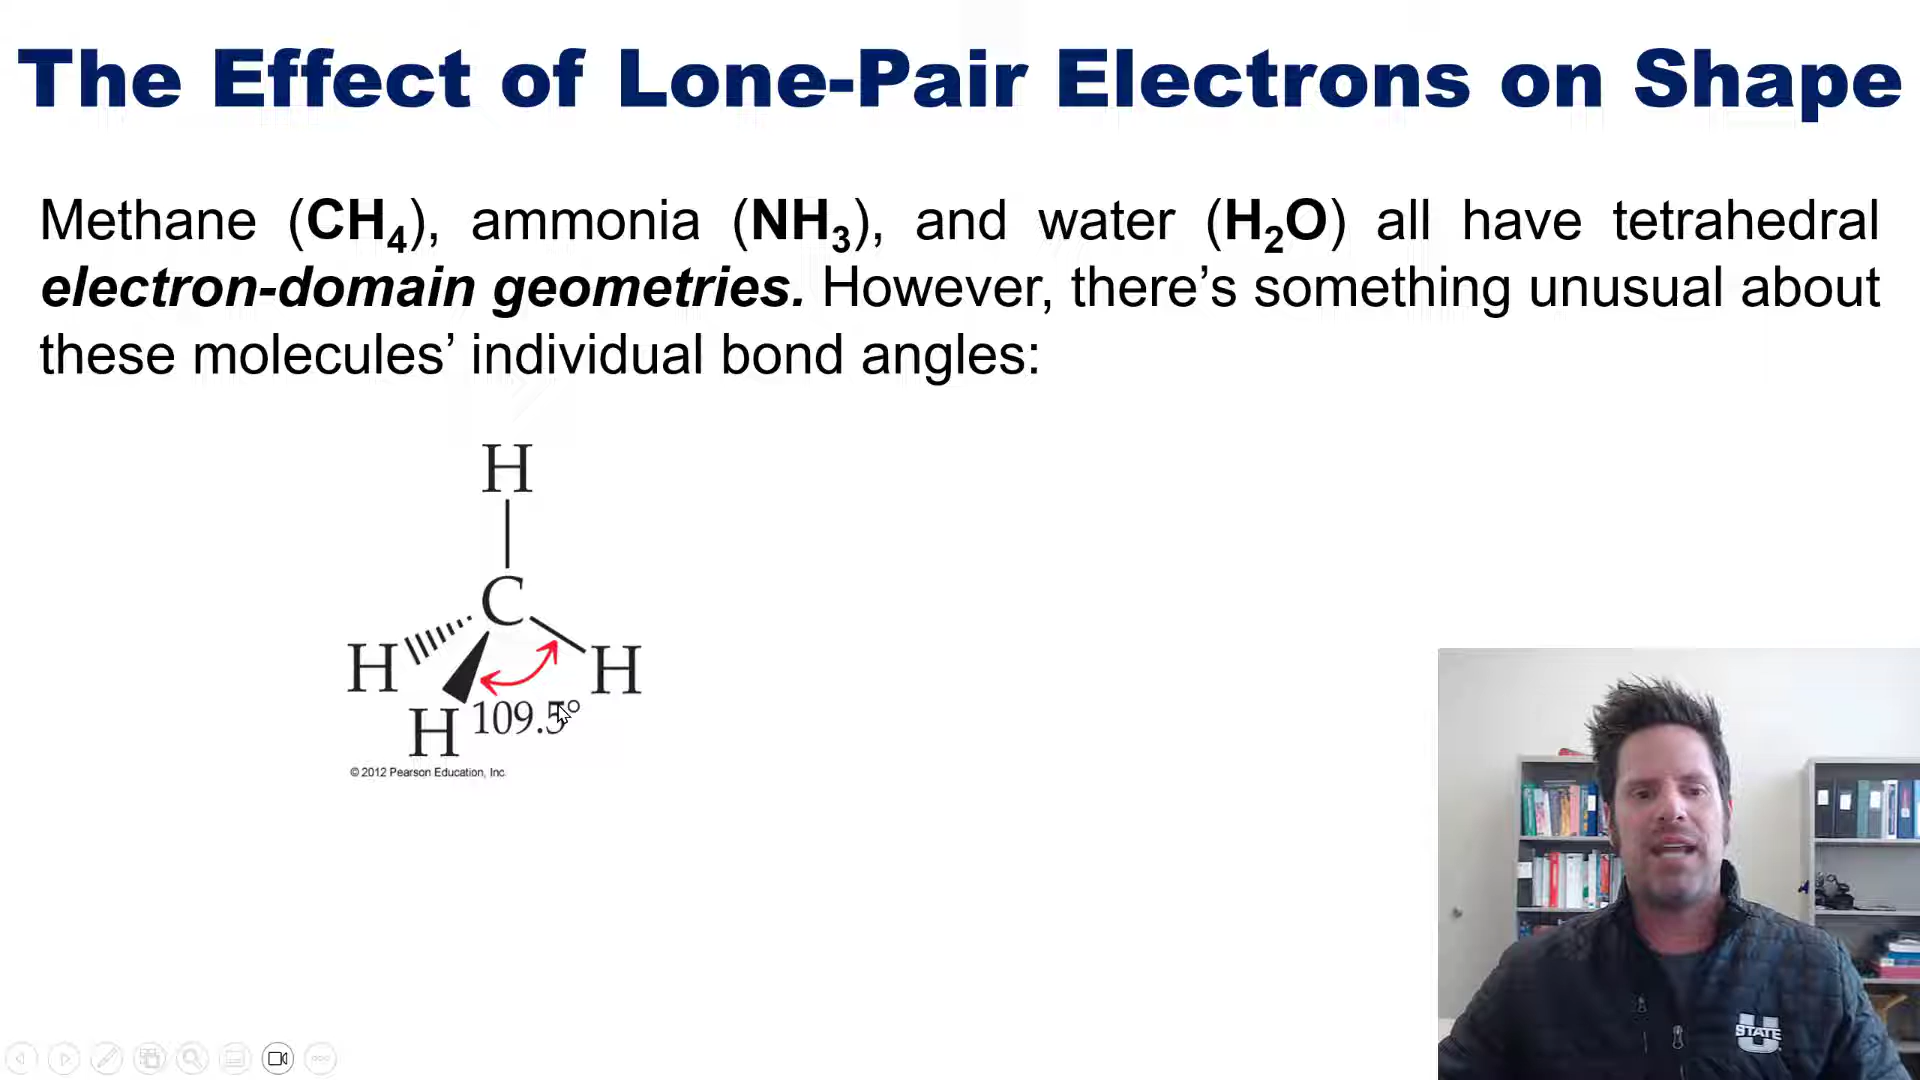 The Effect of Lone-Pair Electrons on Shape
Methane (CH₄), ammonia (NH₃), and water (H₂O) all have tetrahedral
electron-domain geometries. However, there’s something unusual about
these molecules’ individual bond angles:
H
C
H H
H 109.5°
© 2012 Pearson Education, Inc
STATE
U